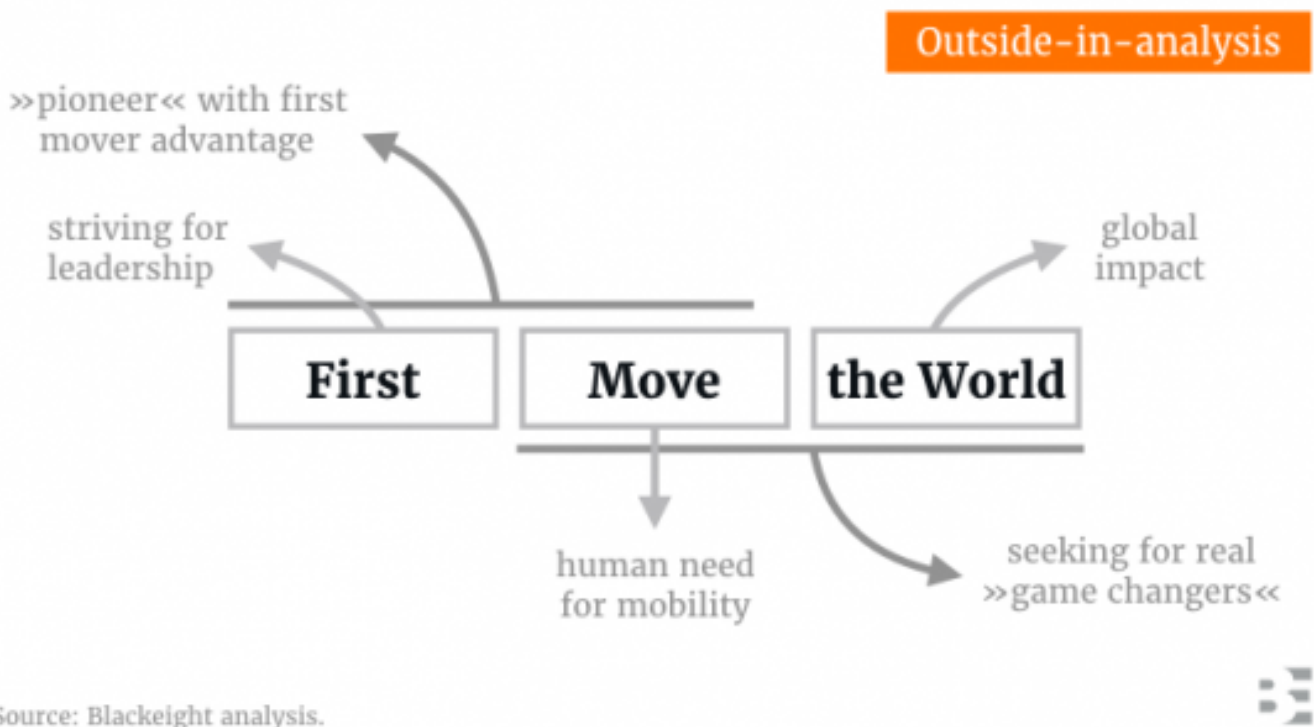 Outside-in-analysis
»pioneer« with first
mover advantage
striving for
leadership
global
impact
First
Move
the World
human need
for mobility
seeking for real
»game changers«
Source: Blackeight analysis.